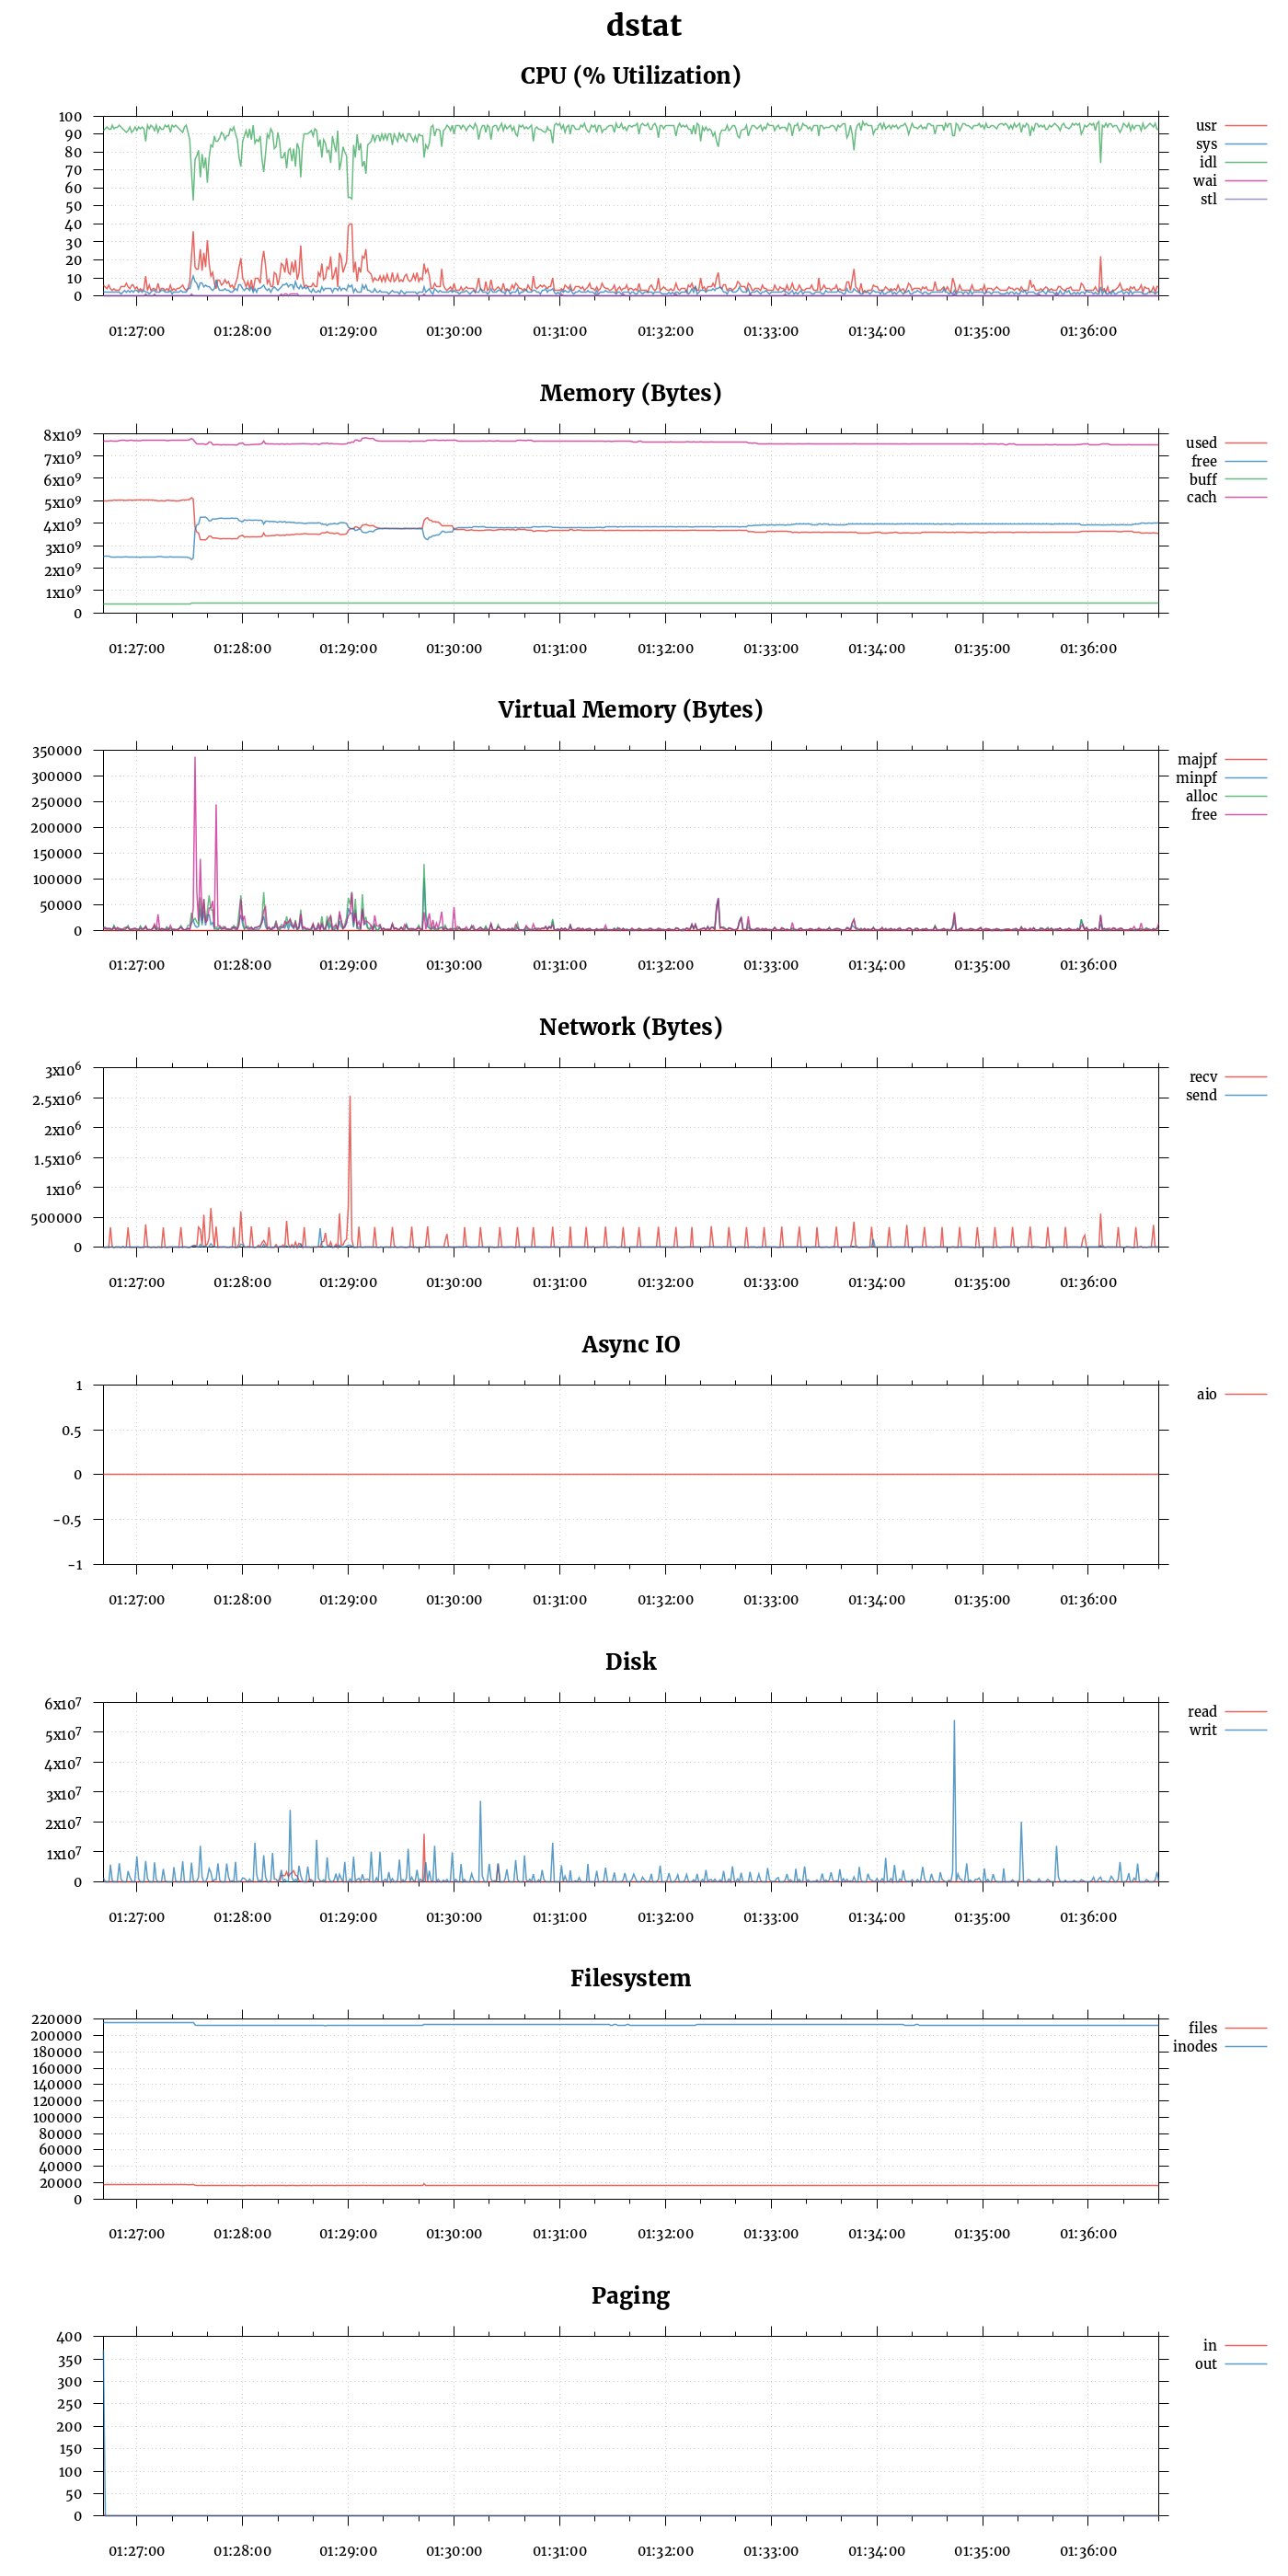 dstat
CPU (% Utilization)
100
90
80
70
60
50
40
30
20
10
0
01:27:00 01:28:00 01:29:00 01:30:00 01:31:00 01:32:00 01:33:00 01:34:00 01:35:00 01:36:00
usr
sys
idl
wai
stl
Memory (Bytes)
8x10⁹
7x10⁹
6x10⁹
5x10⁹
4x10⁹
3x10⁹
2x10⁹
1x10⁹
0
01:27:00 01:28:00 01:29:00 01:30:00 01:31:00 01:32:00 01:33:00 01:34:00 01:35:00 01:36:00
used
free
buff
cach
Virtual Memory (Bytes)
350000
300000
250000
200000
150000
100000
50000
0
01:27:00 01:28:00 01:29:00 01:30:00 01:31:00 01:32:00 01:33:00 01:34:00 01:35:00 01:36:00
majpf
minpf
alloc
free
Network (Bytes)
3x10⁶
2.5x10⁶
2x10⁶
1.5x10⁶
1x10⁶
500000
0
01:27:00 01:28:00 01:29:00 01:30:00 01:31:00 01:32:00 01:33:00 01:34:00 01:35:00 01:36:00
recv
send
Async IO
1
0.5
0
-0.5
-1
01:27:00 01:28:00 01:29:00 01:30:00 01:31:00 01:32:00 01:33:00 01:34:00 01:35:00 01:36:00
aio
Disk
6x10⁷
5x10⁷
4x10⁷
3x10⁷
2x10⁷
1x10⁷
0
01:27:00 01:28:00 01:29:00 01:30:00 01:31:00 01:32:00 01:33:00 01:34:00 01:35:00 01:36:00
read
writ
Filesystem
220000
200000
180000
160000
140000
120000
100000
80000
60000
40000
20000
0
01:27:00 01:28:00 01:29:00 01:30:00 01:31:00 01:32:00 01:33:00 01:34:00 01:35:00 01:36:00
files
inodes
Paging
400
350
300
250
200
150
100
50
0
01:27:00 01:28:00 01:29:00 01:30:00 01:31:00 01:32:00 01:33:00 01:34:00 01:35:00 01:36:00
in
out